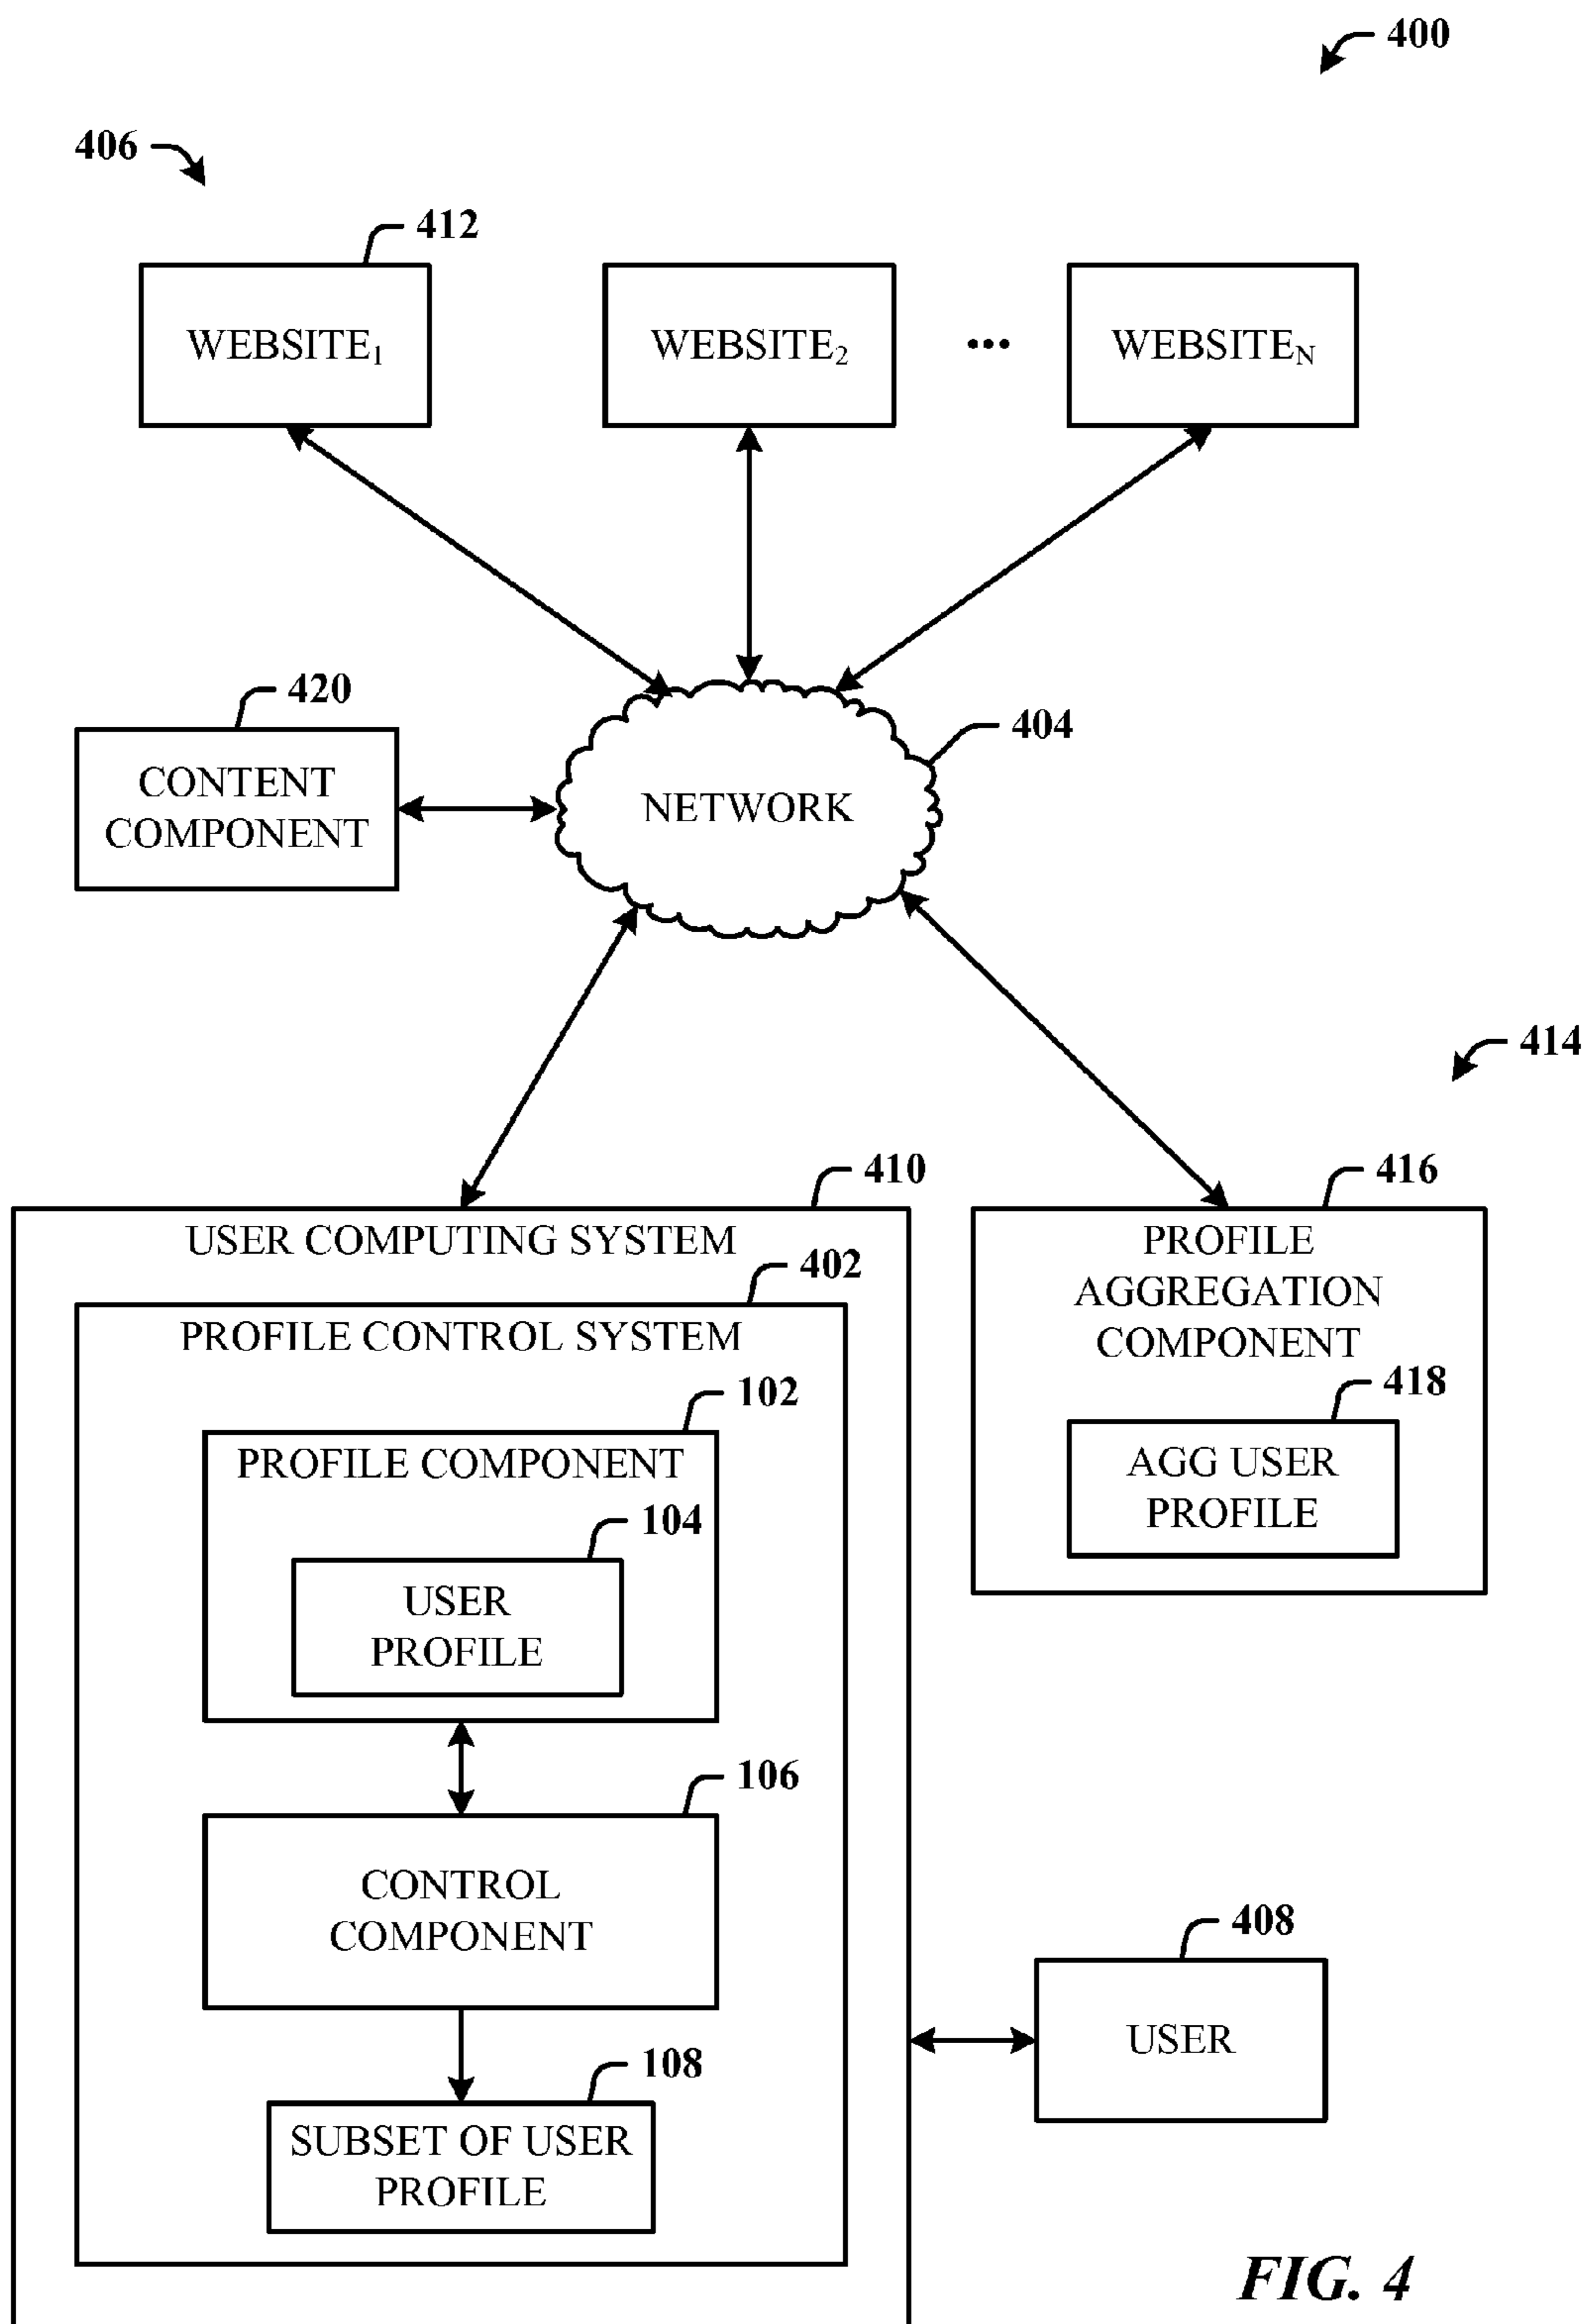 400
406
412
WEBSITE₁
WEBSITE₂
...
WEBSITE_N
420
404
CONTENT
COMPONENT
NETWORK
414
410
416
USER COMPUTING SYSTEM
PROFILE
AGGREGATION
COMPONENT
402
PROFILE CONTROL SYSTEM
418
AGG USER
PROFILE
102
PROFILE COMPONENT
104
USER
PROFILE
106
CONTROL
COMPONENT
408
USER
108
SUBSET OF USER
PROFILE
FIG. 4